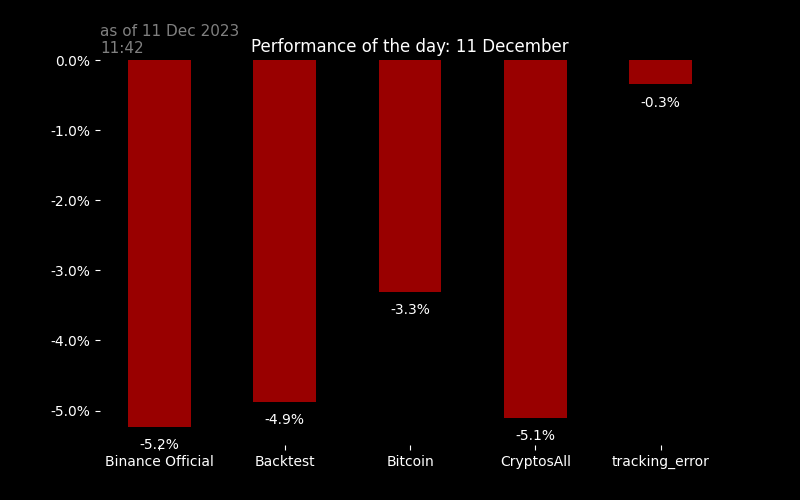 as of 11 Dec 2023
11:42
Performance of the day: 11 December
0.0%
-1.0%
-2.0%
-3.0%
-4.0%
-5.0%
-5.2%
-4.9%
-3.3%
-5.1%
-0.3%
Binance Official
Backtest
Bitcoin
CryptosAll
tracking_error